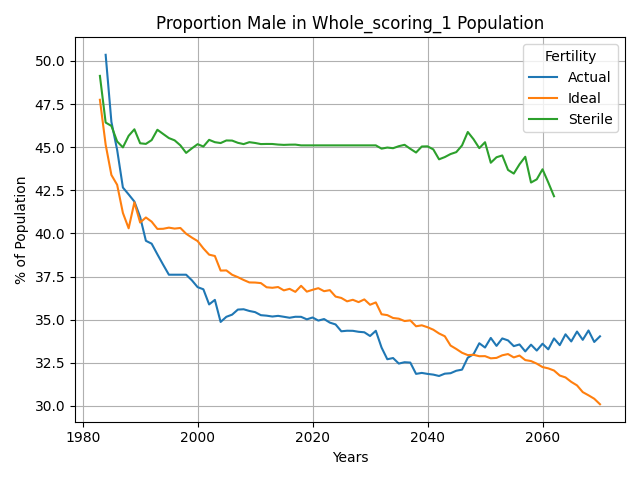 Proportion Male in Whole_scoring_1 Population
Fertility
Actual
Ideal
Sterile
% of Population
50.0
47.5
45.0
42.5
40.0
37.5
35.0
32.5
30.0
1980
2000
2020
2040
2060
Years